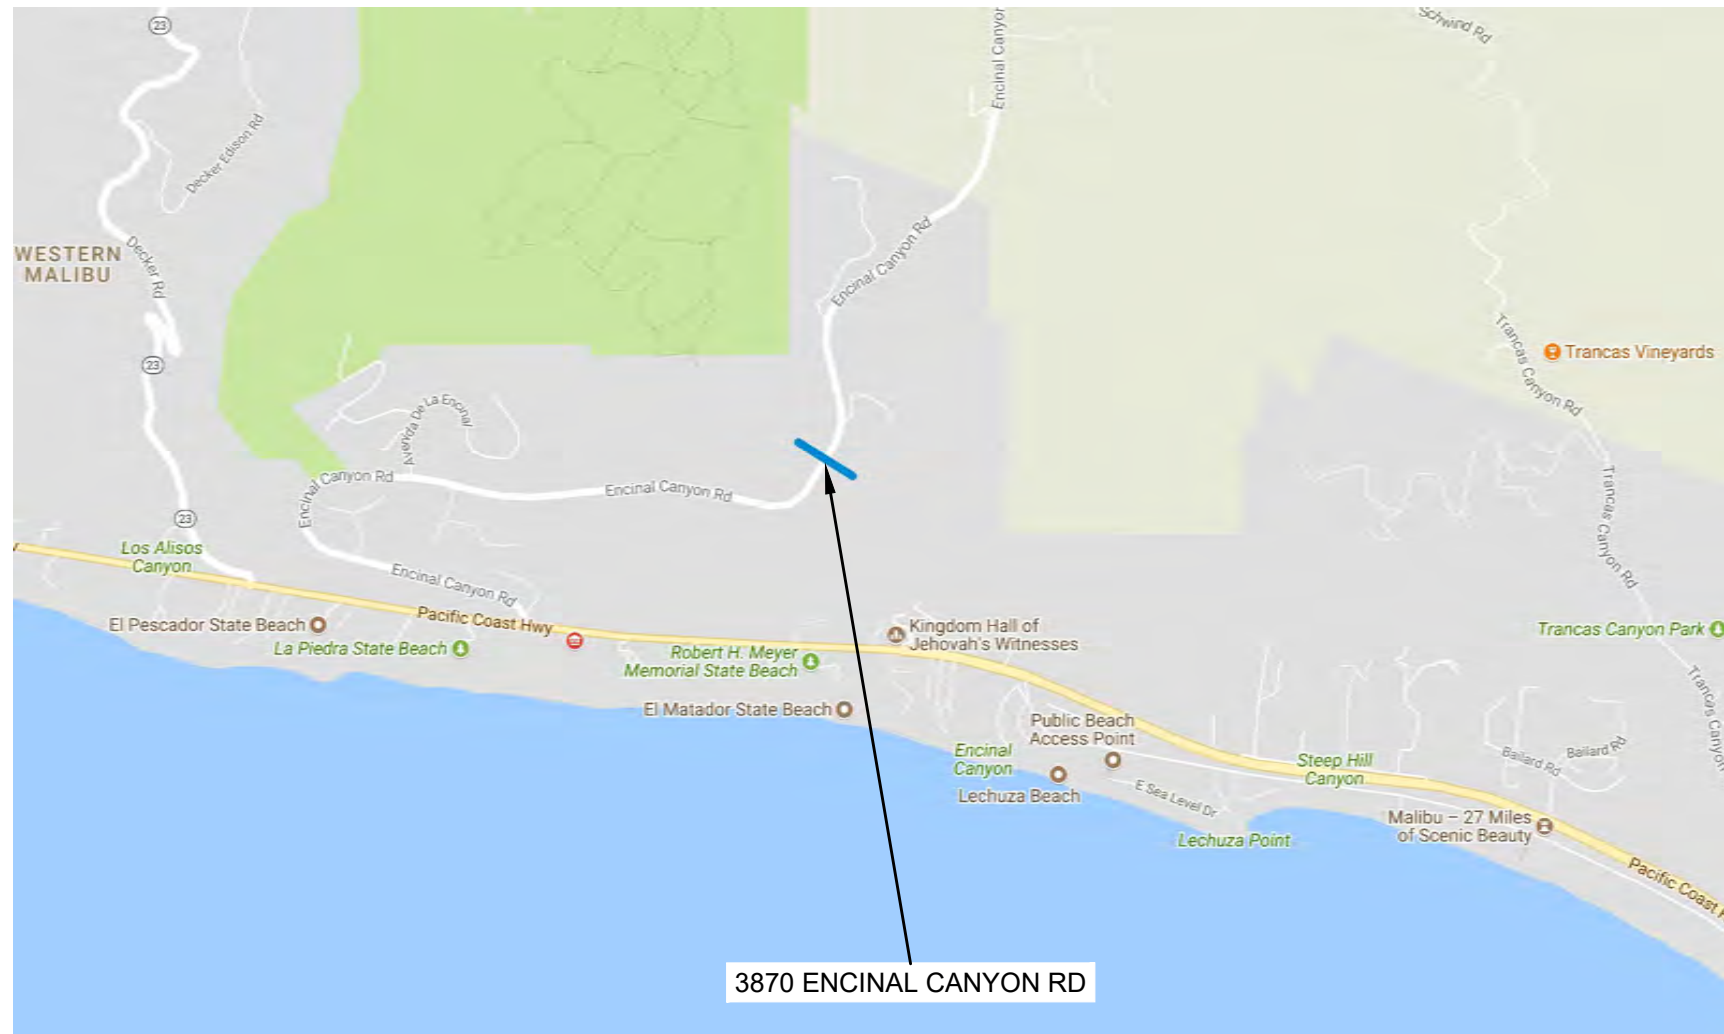 23
Encinal Canyon
Schwind Rd
Decker Edison Rd
WESTERN
MALIBU
Decker Rd
Encinal Canyon Rd
23
Trancas Canyon Rd
Trancas Vineyards
Avenida De La Encinal
Encinal Canyon Rd
Encinal Canyon Rd
Trancas Canyon Rd
23
Los Alisos
Canyon
Encinal Canyon Rd
Pacific Coast Hwy
El Pescador State Beach
La Piedra State Beach
Robert H. Meyer
Memorial State Beach
Kingdom Hall of
Jehovah's Witnesses
Trancas Canyon Park
Trancas Canyon
El Matador State Beach
Public Beach
Access Point
Encinal
Canyon
Lechuza Beach
E Sea Level Dr
Steep Hill
Canyon
Bailard Rd
Bailard Rd
Lechuza Point
Malibu – 27 Miles
of Scenic Beauty
Pacific Coast
3870 ENCINAL CANYON RD